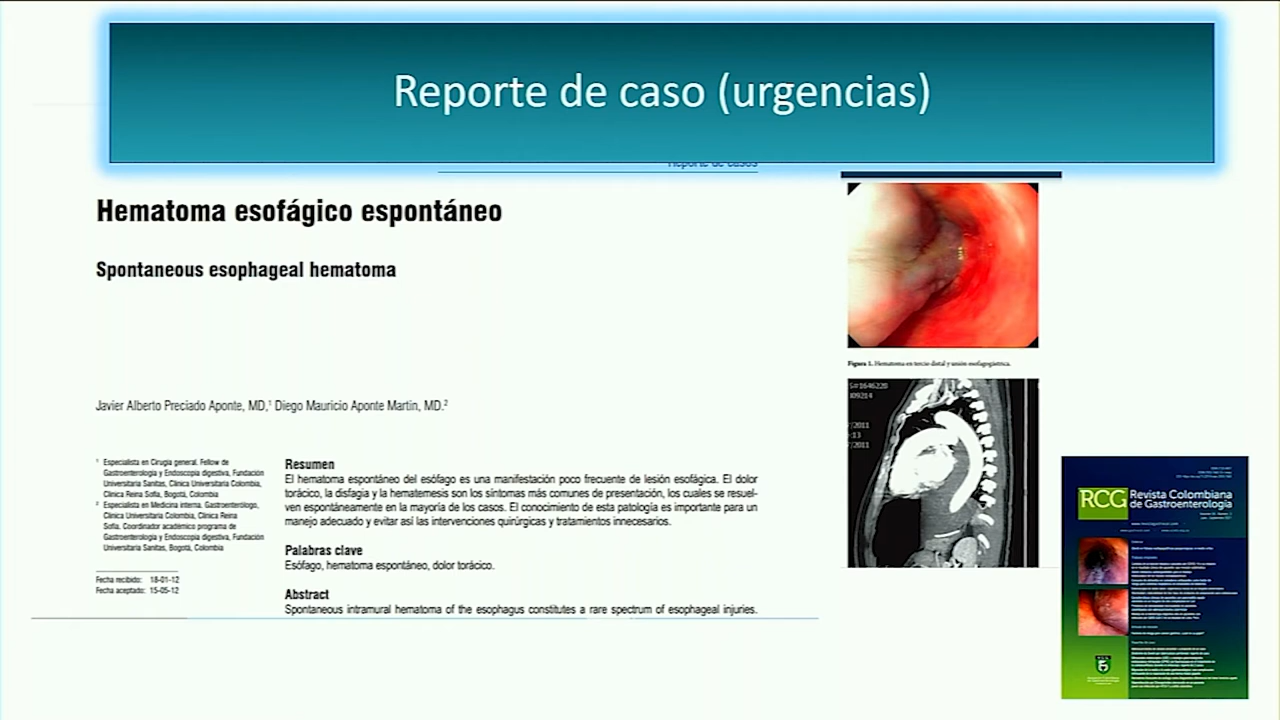 Reporte de caso (urgencias)
Reporte de casos
Hematoma esofágico espontáneo
Spontaneous esophageal hematoma
Javier Alberto Preciado Aponte, MD,¹ Diego Mauricio Aponte Martín, MD.²
¹ Especialista en Cirugía general, Fellow de
Gastroenterología y Endoscopia digestiva, Fundación
Universitaria Sanitas, Clínica Universitaria Colombia,
Clínica Reina Sofía, Bogotá, Colombia
² Especialista en Medicina interna, Gastroenterólogo,
Clínica Universitaria Colombia, Clínica Reina
Sofía. Coordinador académico programa de
Gastroenterología y Endoscopia digestiva, Fundación
Universitaria Sanitas, Bogotá, Colombia
Fecha recibido: 18-01-12
Fecha aceptado: 15-05-12
Resumen
El hematoma espontáneo del esófago es una manifestación poco frecuente de lesión esofágica. El dolor
torácico, la disfagia y la hematemesis son los síntomas más comunes de presentación, los cuales se resuel-
ven espontáneamente en la mayoría de los casos. El conocimiento de esta patología es importante para un
manejo adecuado y evitar así las intervenciones quirúrgicas y tratamientos innecesarios.
Palabras clave
Esófago, hematoma espontáneo, dolor torácico.
Abstract
Spontaneous intramural hematoma of the esophagus constitutes a rare spectrum of esophageal injuries.
Figura 1. Hematoma en tercio distal y unión esofagogástrica.
S#1646220
009214
/2011
:13
/2011
RCG Revista Colombiana
de Gastroenterología